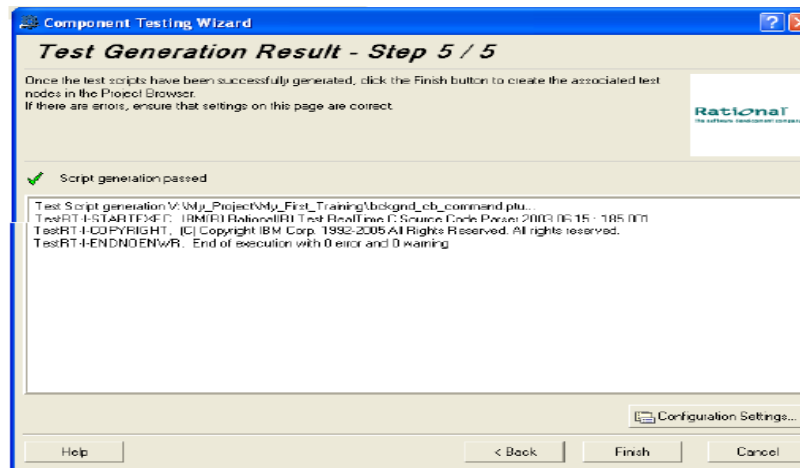 Component Testing Wizard
Test Generation Result - Step 5 / 5
Once the test scripts have been successfully generated, click the Finish button to create the associated test
nodes in the Project Browser.
If there are errors, ensure that settings on this page are correct.
Rational
the software development company
Script generation passed
Test Script generation V:\My_Project\My_First_Training\bckgnd_cb_command.ptu...
TestRT-I-STARTEXEC, IBM(R) Rational(R) Test RealTime C Source Code Parser 2003.06.15 : 185.001
TestRT-I-COPYRIGHT, (C) Copyright IBM Corp. 1992-2005 All Rights Reserved. All rights reserved.
TestRT-I-ENDNOENWR, End of execution with 0 error and 0 warning
Configuration Settings...
Help
< Back
Finish
Cancel